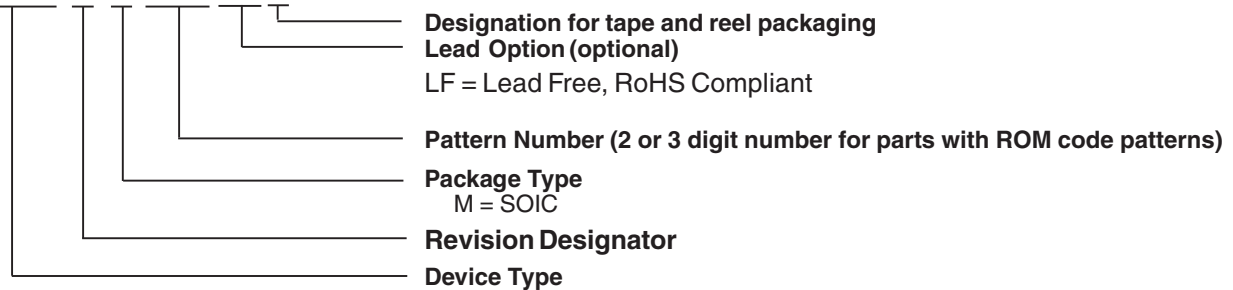 Designation for tape and reel packaging
Lead Option (optional)
LF = Lead Free, RoHS Compliant
Pattern Number (2 or 3 digit number for parts with ROM code patterns)
Package Type
M = SOIC
Revision Designator
Device Type